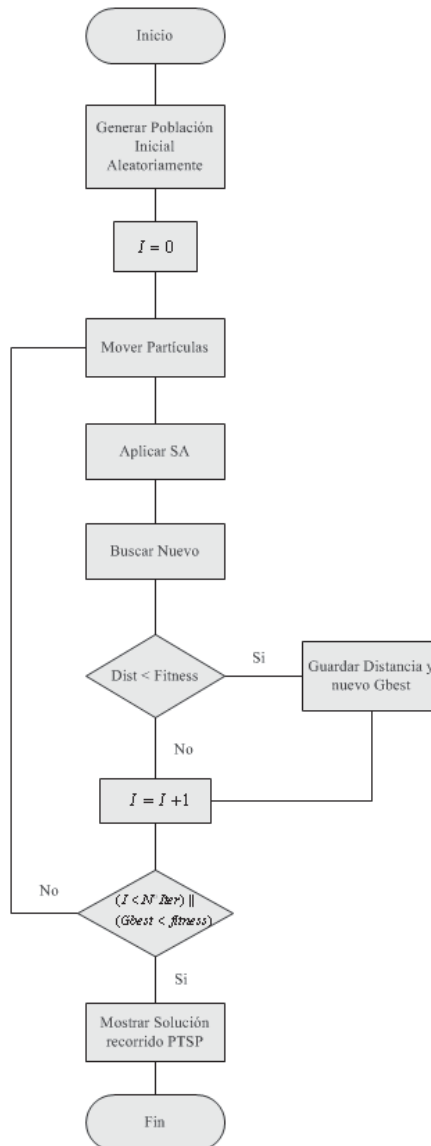 Inicio
Generar Población
Inicial
Aleatoriamente
I = 0
Mover Partículas
Aplicar SA
Buscar Nuevo
Dist < Fitness
Si
Guardar Distancia y
nuevo Gbest
No
I = I +1
No
(I < N°Iter) ||
(Gbest < fitness)
Si
Mostrar Solución
recorrido PTSP
Fin